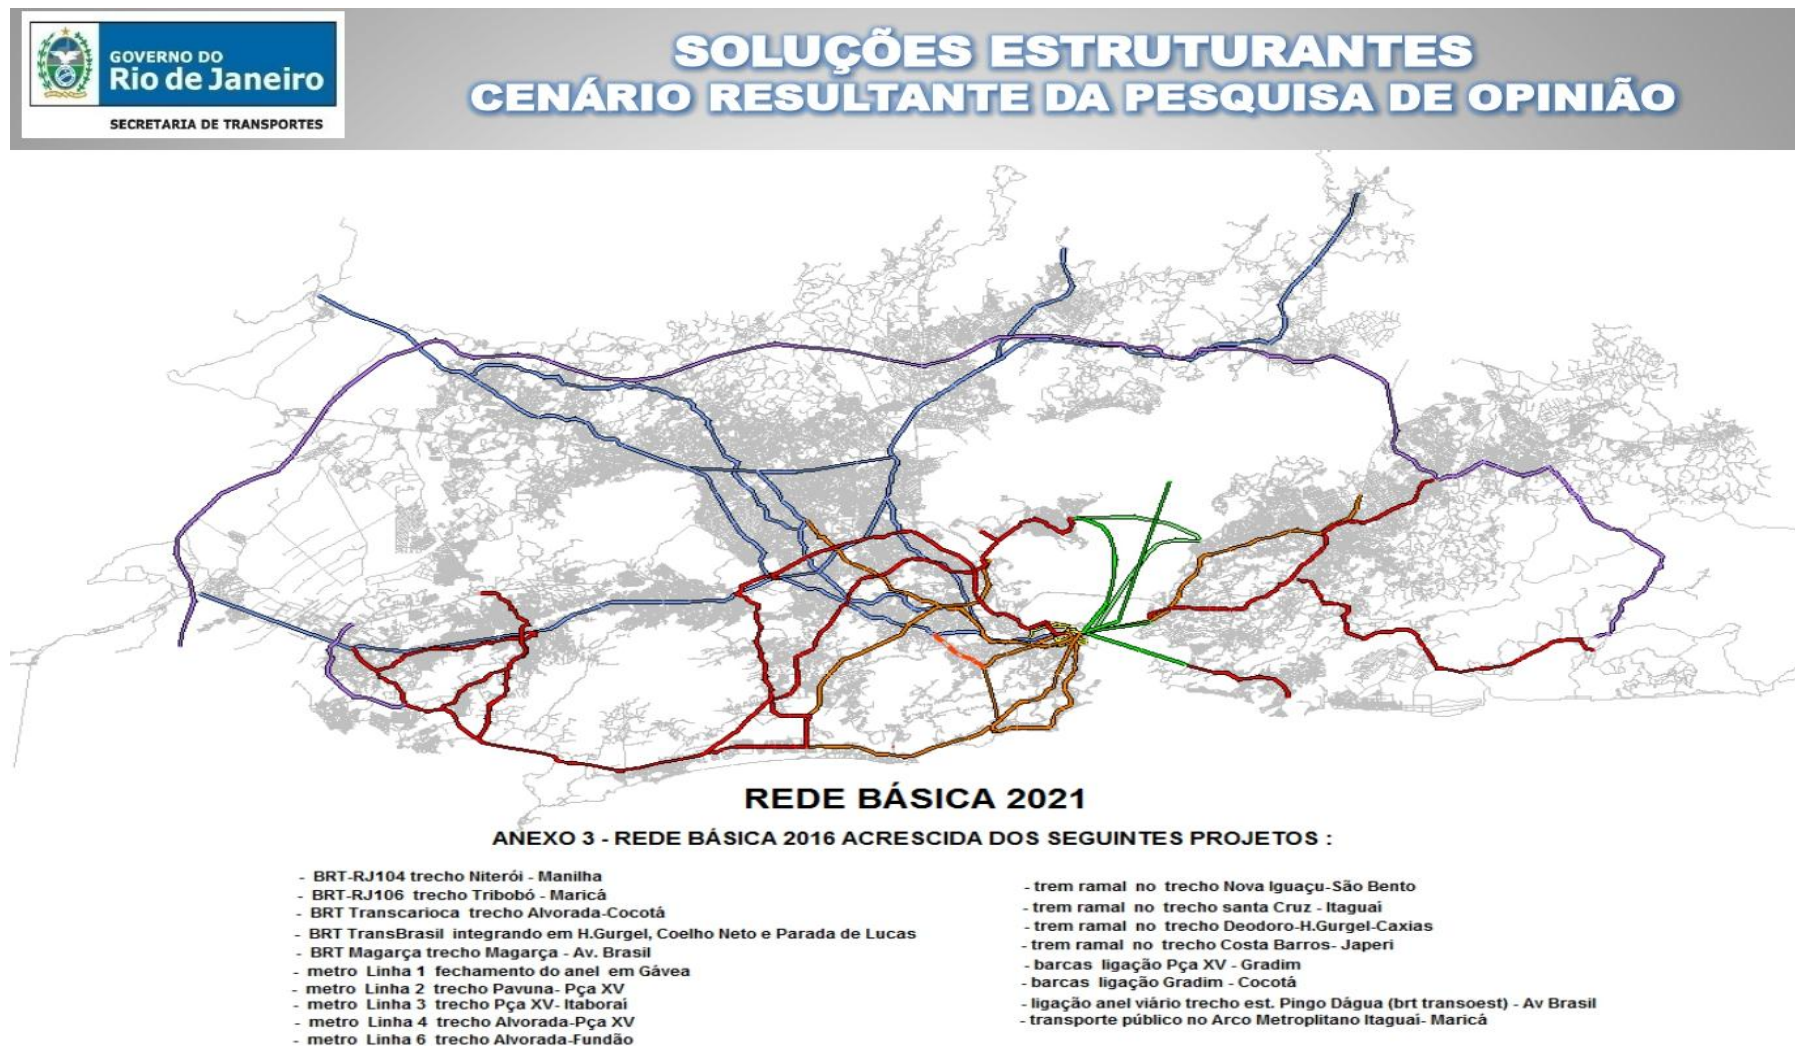 GOVERNO DO
Rio de Janeiro
SECRETARIA DE TRANSPORTES
SOLUÇÕES ESTRUTURANTES
CENÁRIO RESULTANTE DA PESQUISA DE OPINIÃO
REDE BÁSICA 2021
ANEXO 3 - REDE BÁSICA 2016 ACRESCIDA DOS SEGUINTES PROJETOS :
- BRT-RJ104 trecho Niterói - Manilha
- BRT-RJ106 trecho Tribobó - Maricá
- BRT Transcarioca trecho Alvorada-Cocotá
- BRT TransBrasil integrando em H.Gurgel, Coelho Neto e Parada de Lucas
- BRT Magarça trecho Magarça - Av. Brasil
- metro Linha 1 fechamento do anel em Gávea
- metro Linha 2 trecho Pavuna- Pça XV
- metro Linha 3 trecho Pça XV- Itaboraí
- metro Linha 4 trecho Alvorada-Pça XV
- metro Linha 6 trecho Alvorada-Fundão
- trem ramal no trecho Nova Iguaçu-São Bento
- trem ramal no trecho santa Cruz - Itaguaí
- trem ramal no trecho Deodoro-H.Gurgel-Caxias
- trem ramal no trecho Costa Barros- Japeri
- barcas ligação Pça XV - Gradim
- barcas ligação Gradim - Cocotá
- ligação anel viário trecho est. Pingo Dágua (brt transoest) - Av Brasil
- transporte público no Arco Metroplitano Itaguaí- Maricá